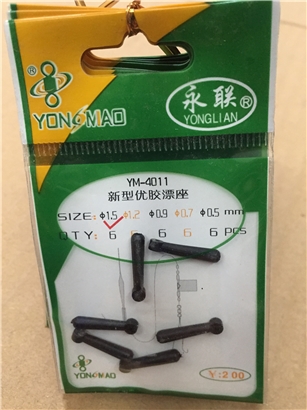 YONGMAO ®
永联 ®
YONGLIAN
YM-4011
新型优胶漂座
SIZE: φ1.5 φ1.2 φ0.9 φ0.7 φ0.5 mm
QTY: 6 6 6 6 6 pcs
YONGMAO ®
¥:2.00